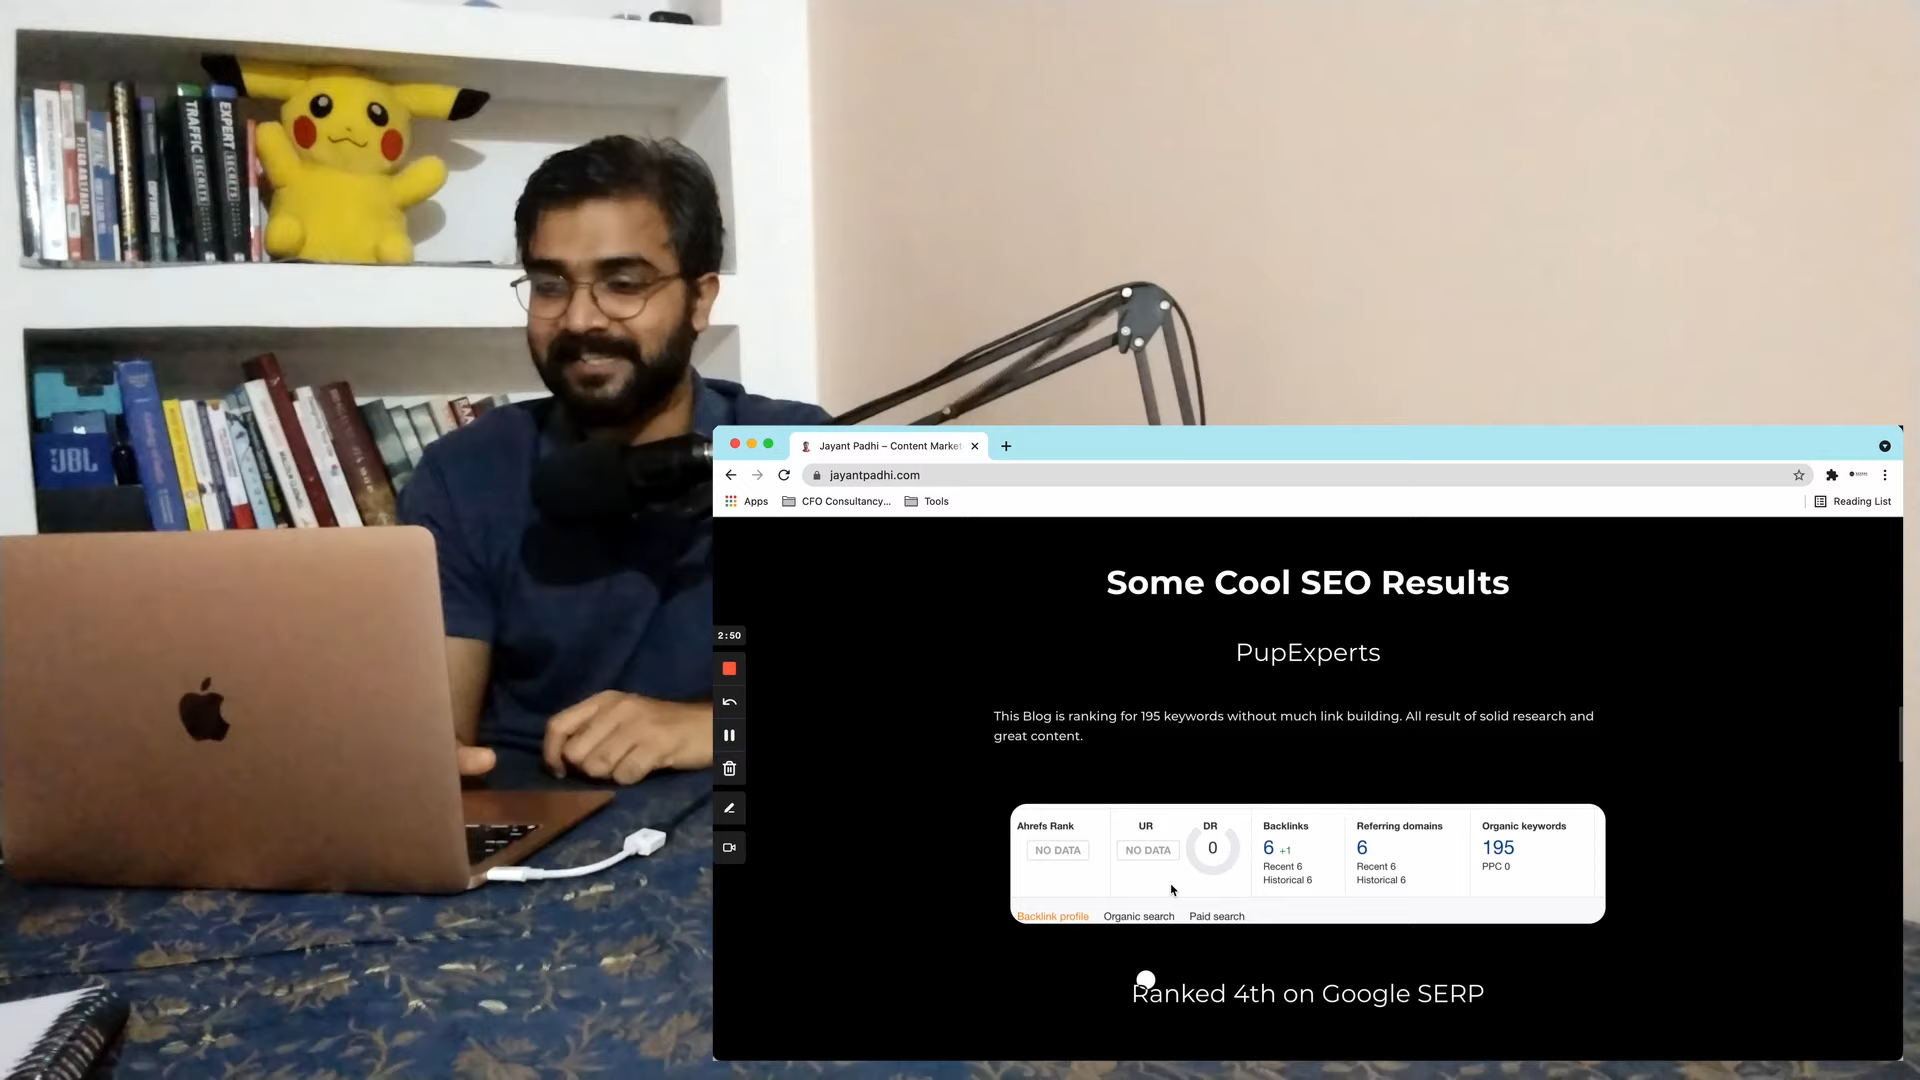 TRAFFIC SECRETS
EXPERT SECRETS
JBL
Jayant Padhi – Content Market
jayantpadhi.com
Apps
CFO Consultancy...
Tools
Reading List
Some Cool SEO Results
PupExperts
2:50
This Blog is ranking for 195 keywords without much link building. All result of solid research and
great content.
Ahrefs Rank
UR
DR
Backlinks
Referring domains
Organic keywords
NO DATA
NO DATA
0
6 +1
6
195
Recent 6
Recent 6
PPC 0
Historical 6
Historical 6
Backlink profile
Organic search
Paid search
Ranked 4th on Google SERP